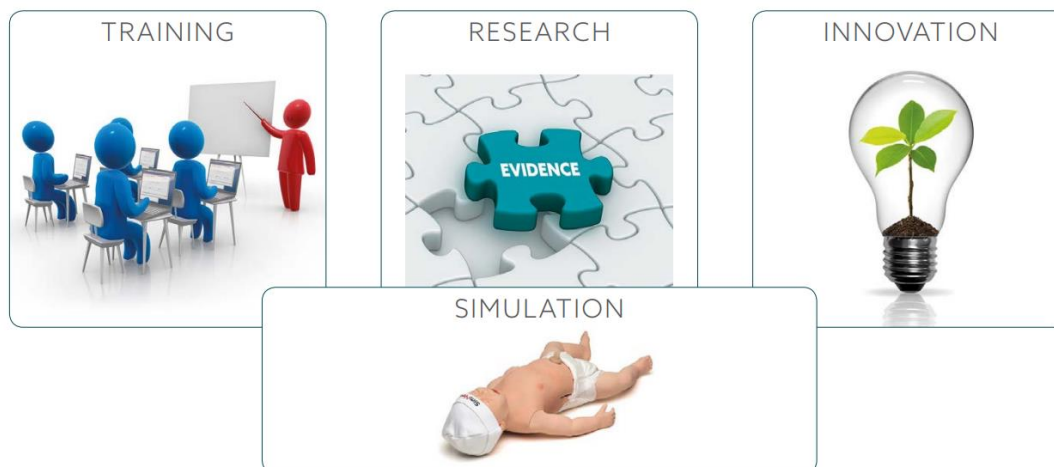 TRAINING
RESEARCH
INNOVATION
EVIDENCE
SIMULATION